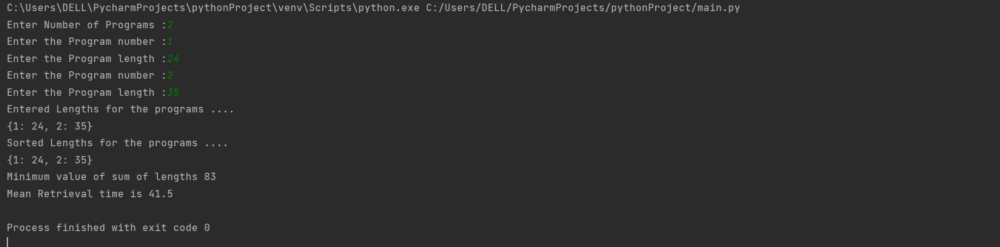 C:\Users\DELL\PycharmProjects\pythonProject\venv\Scripts\python.exe C:/Users/DELL/PycharmProjects/pythonProject/main.py
Enter Number of Programs :2
Enter the Program number :1
Enter the Program length :24
Enter the Program number :2
Enter the Program length :35
Entered Lengths for the programs ....
{1: 24, 2: 35}
Sorted Lengths for the programs ....
{1: 24, 2: 35}
Minimum value of sum of lengths 83
Mean Retrieval time is 41.5
Process finished with exit code 0